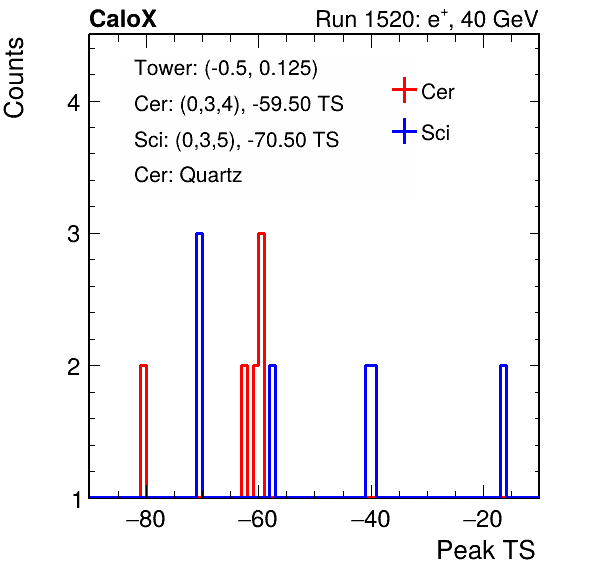 CaloX Run 1520: e+, 40 GeV
Counts
Tower: (-0.5, 0.125)
Cer: (0,3,4), -59.50 TS
Sci: (0,3,5), -70.50 TS
Cer: Quartz
Cer
Sci
4
3
2
1
−80 −60 −40 −20
Peak TS